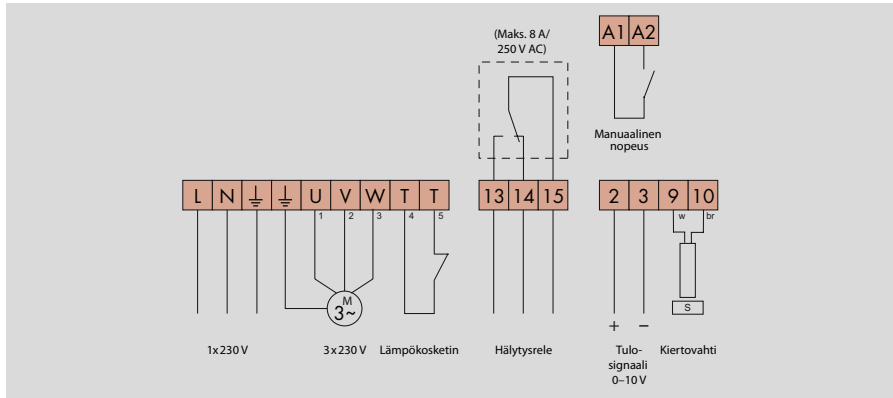 (Maks. 8 A/
250 V AC)
A1 A2
Manuaalinen
nopeus
L N U V W T T
1 2 3 4 5
13 14 15
2 3 9 10
w br
M
3~
S
+ −
1x230 V
3x230 V
Lämpökosketin
Hälytysrele
Tulo-
signaali
0–10 V
Kiertovahti